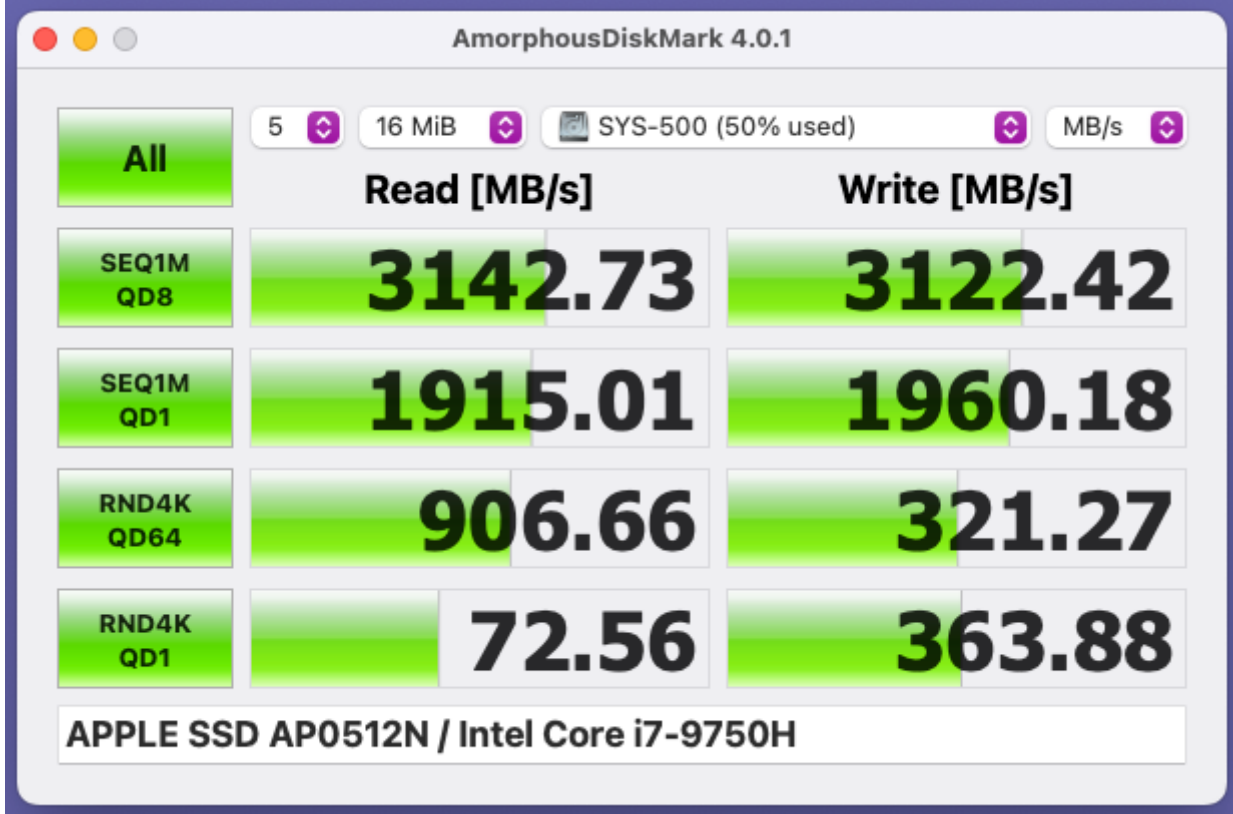 AmorphousDiskMark 4.0.1
All
5 16 MiB SYS-500 (50% used) MB/s
Read [MB/s] Write [MB/s]
SEQ1M
QD8
3142.73 3122.42
SEQ1M
QD1
1915.01 1960.18
RND4K
QD64
906.66 321.27
RND4K
QD1
72.56 363.88
APPLE SSD AP0512N / Intel Core i7-9750H